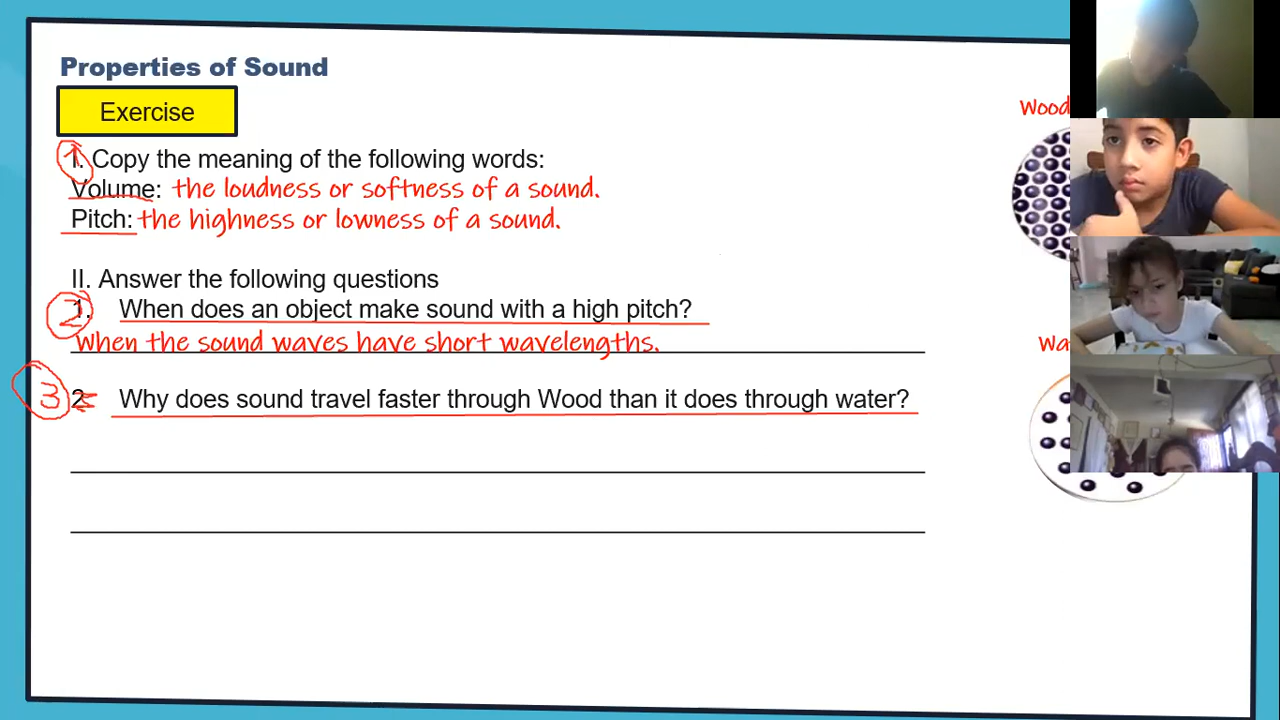 Properties of Sound
Exercise
1 I. Copy the meaning of the following words:
Volume: the loudness or softness of a sound.
Pitch: the highness or lowness of a sound.
II. Answer the following questions
2 1. When does an object make sound with a high pitch?
When the sound waves have short wavelengths.
3 2. Why does sound travel faster through Wood than it does through water?
Wood
Wa